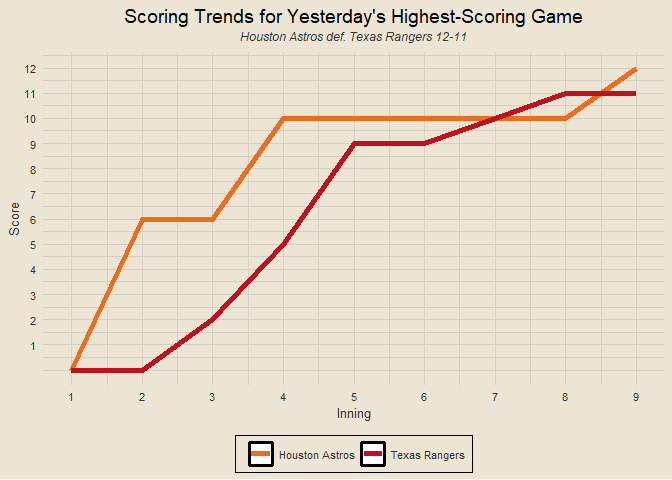 Scoring Trends for Yesterday's Highest-Scoring Game
Houston Astros def. Texas Rangers 12-11
12
11
10
9
8
7
6
5
4
3
2
1
Score
1 2 3 4 5 6 7 8 9
Inning
Houston Astros Texas Rangers